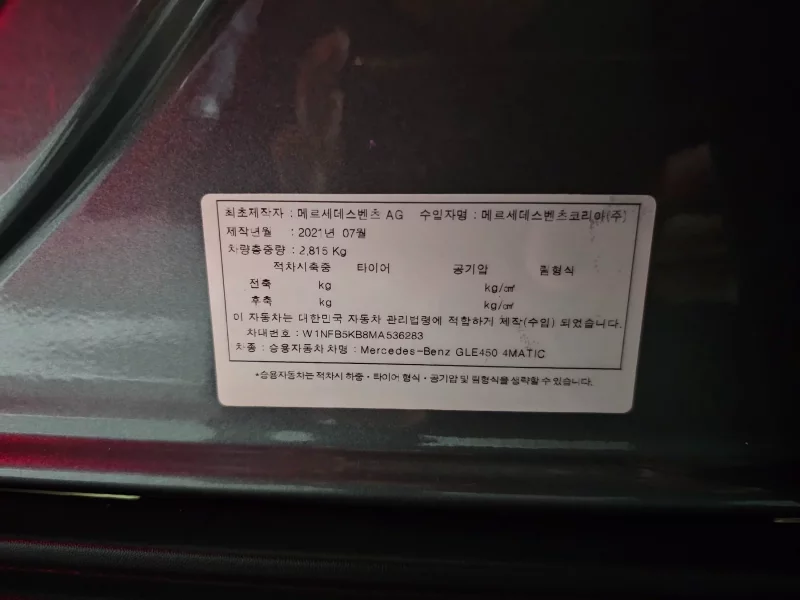 최초제작자 : 메르세데스벤츠 AG 수입자명 : 메르세데스벤츠코리아(주)
제작년월 : 2021년 07월
차량총중량 : 2,815 Kg
적차시축중 타이어 공기압 림형식
전축 kg kg/㎠
후축 kg kg/㎠
이 자동차는 대한민국 자동차 관리법령에 적합하게 제작(수입) 되었습니다.
차대번호 : W1NFB5KB8MA536283
차종 : 승용자동차 차명 : Mercedes-Benz GLE450 4MATIC
*승용자동차는 적차시 하중·타이어 형식·공기압 및 림형식을 생략할 수 있습니다.